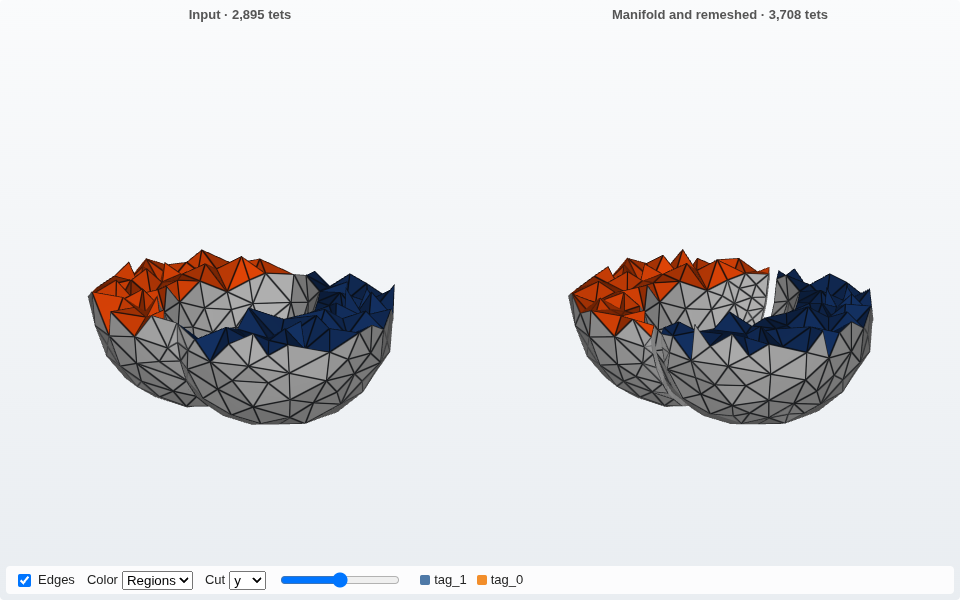 Input · 2,895 tets
Manifold and remeshed · 3,708 tets
Edges Color Regions Cut y tag_1 tag_0